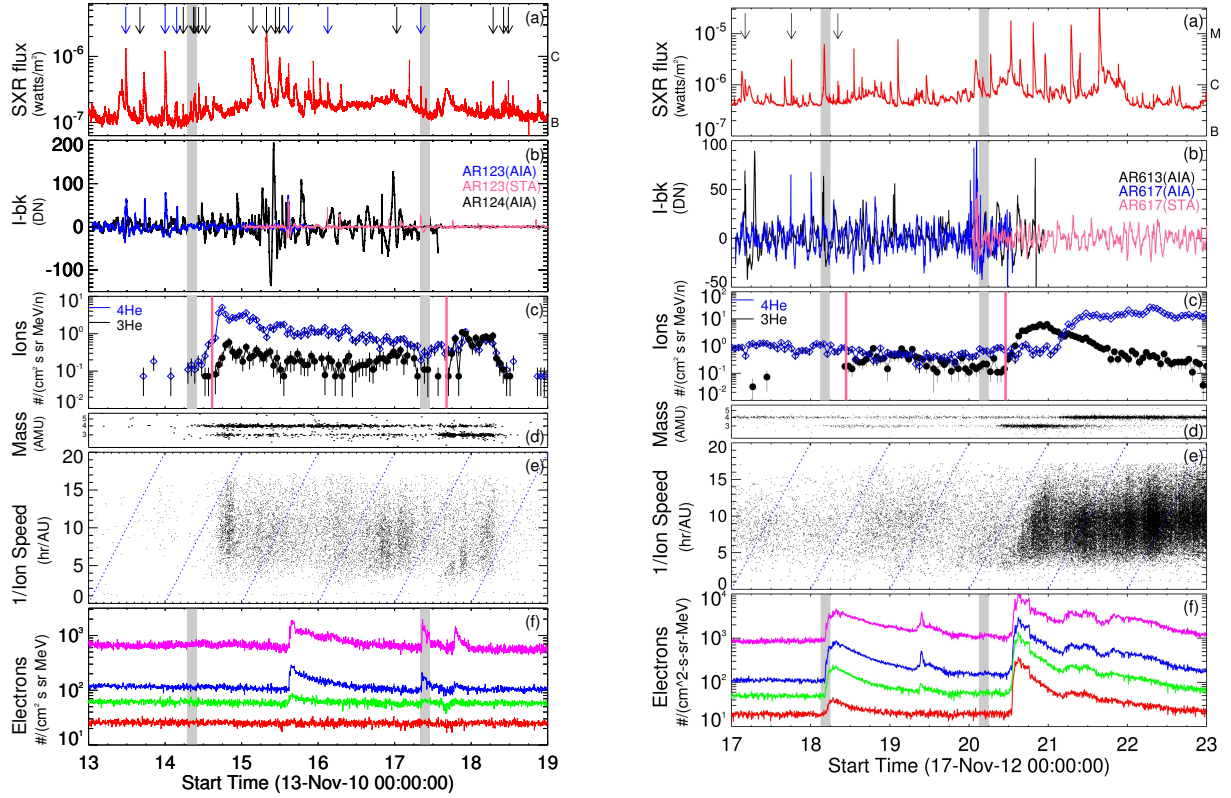 (a)
SXR flux
(watts/m²)
10⁻⁶
10⁻⁷
C
B
(b)
I-bk
(DN)
200
100
0
-100
AR123(AIA)
AR123(STA)
AR124(AIA)
(c)
Ions
#/(cm² s sr MeV/n)
10¹
10⁰
10⁻¹
10⁻²
4He
3He
(d)
Mass
(AMU)
5
4
3
(e)
1/Ion Speed
(hr/AU)
20
15
10
5
0
(f)
Electrons
#/(cm² s sr MeV)
10³
10²
10¹
13 14 15 16 17 18 19
Start Time (13-Nov-10 00:00:00)
(a)
SXR flux
(watts/m²)
10⁻⁵
10⁻⁶
10⁻⁷
M
C
B
(b)
I-bk
(DN)
100
50
0
-50
AR613(AIA)
AR617(AIA)
AR617(STA)
(c)
Ions
#/(cm² s sr MeV/n)
10²
10¹
10⁰
10⁻¹
10⁻²
4He
3He
(d)
Mass
(AMU)
5
4
3
(e)
1/Ion Speed
(hr/AU)
20
15
10
5
0
(f)
Electrons
#/(cm^2-s-sr-MeV)
10⁴
10³
10²
10¹
17 18 19 20 21 22 23
Start Time (17-Nov-12 00:00:00)